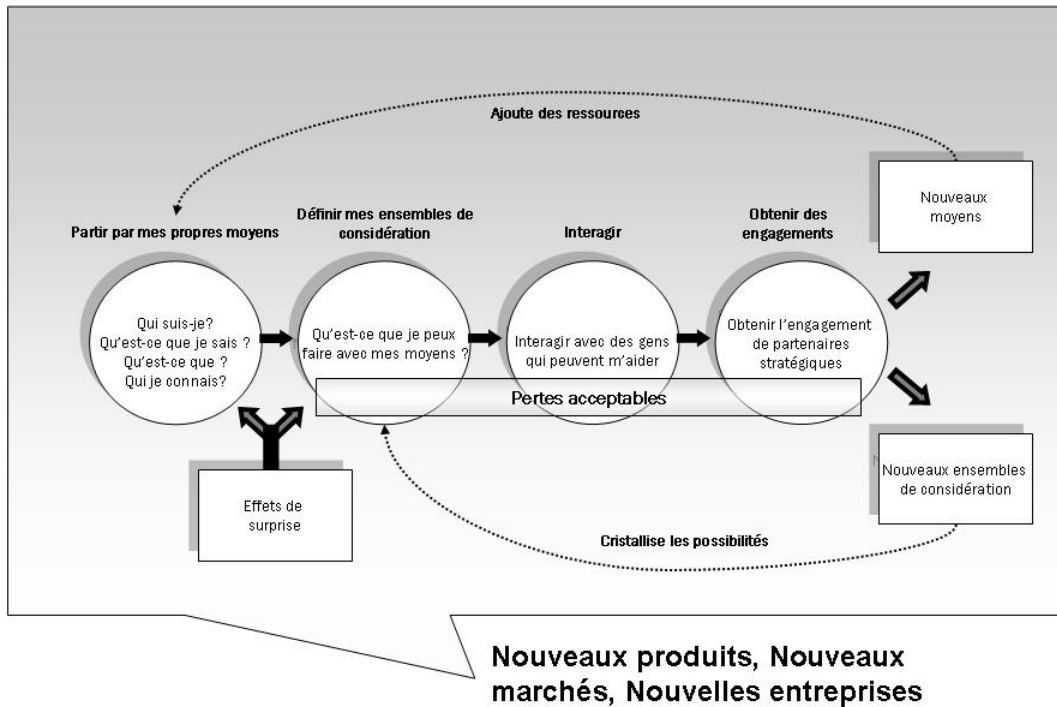 Ajoute des ressources
Nouveaux
moyens
Partir par mes propres moyens
Définir mes ensembles de
considération
Interagir
Obtenir des
engagements
Qui suis-je?
Qu'est-ce que je sais ?
Qu'est-ce que ?
Qui je connais?
Qu'est-ce que je peux
faire avec mes moyens ?
Interagir avec des gens
qui peuvent m'aider
Obtenir l'engagement
de partenaires
stratégiques
Pertes acceptables
Effets de
surprise
Nouveaux ensembles
de considération
Cristallise les possibilités
Nouveaux produits, Nouveaux
marchés, Nouvelles entreprises